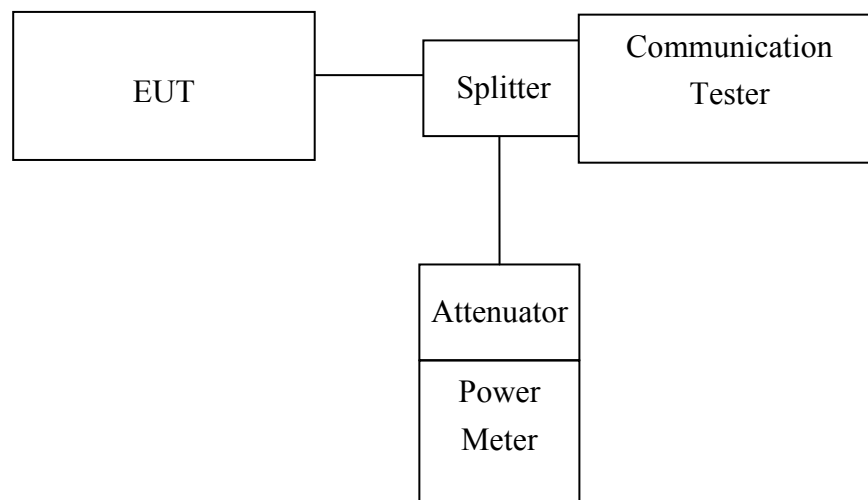 EUT
Splitter
Communication
Tester
Attenuator
Power
Meter